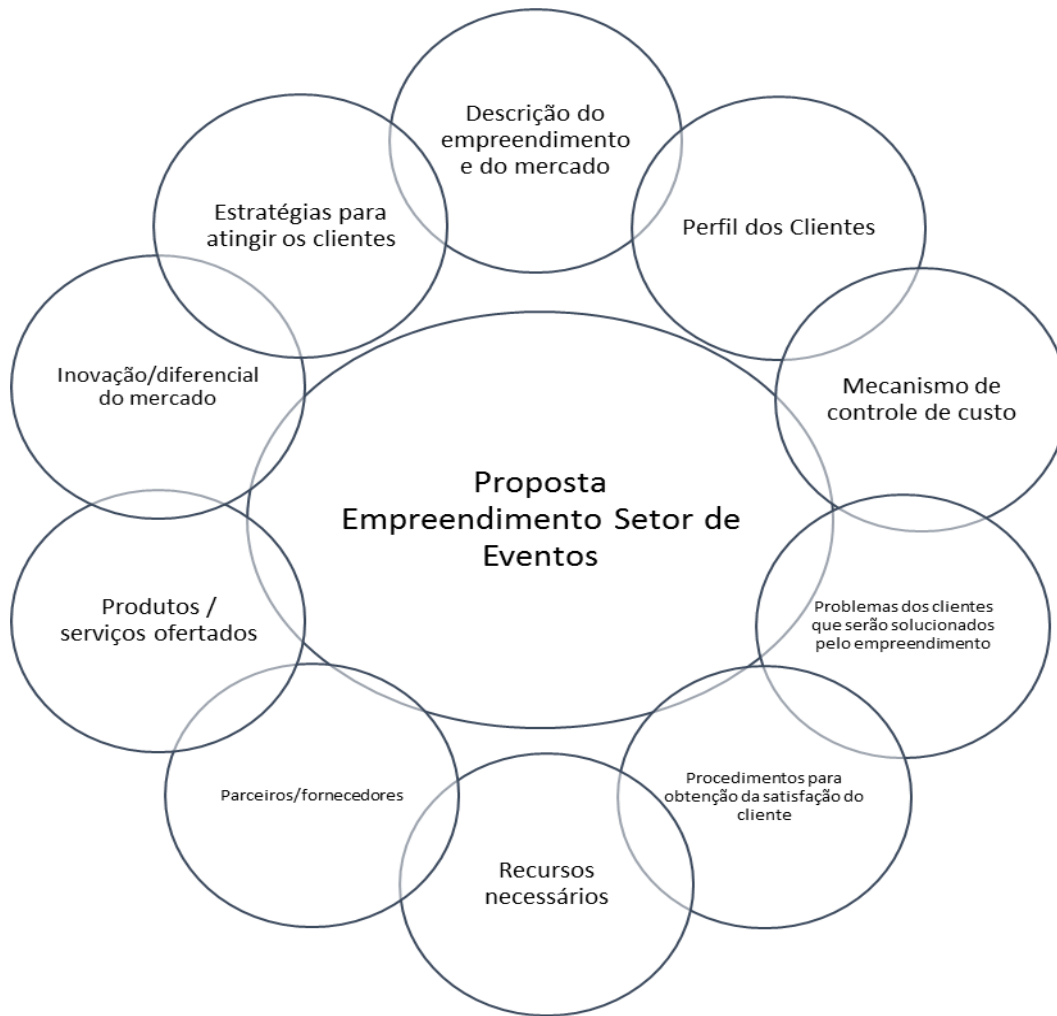 Descrição do
empreendimento
e do mercado
Perfil dos Clientes
Mecanismo de
controle de custo
Problemas dos clientes
que serão solucionados
pelo empreendimento
Procedimentos para
obtenção da satisfação do
cliente
Recursos
necessários
Parceiros/fornecedores
Produtos /
serviços ofertados
Inovação/diferencial
do mercado
Estratégias para
atingir os clientes
Proposta
Empreendimento Setor de
Eventos